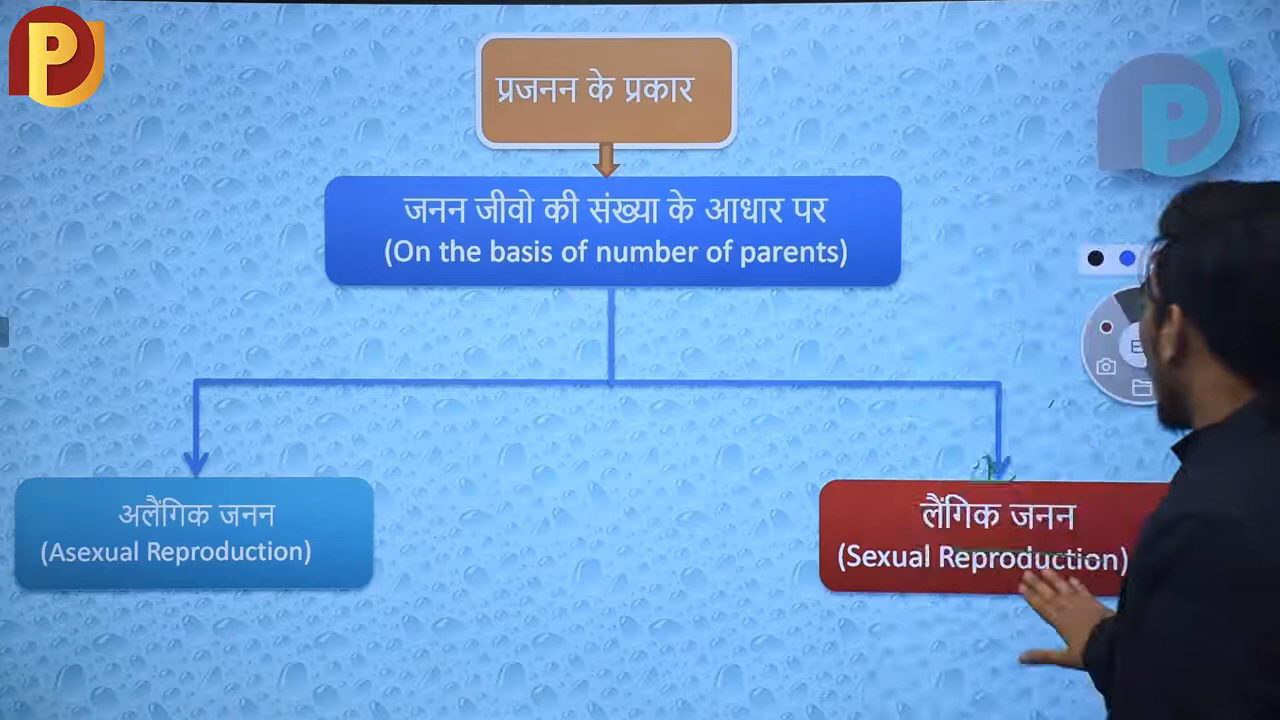 प्रजनन के प्रकार
जनन जीवो की संख्या के आधार पर
(On the basis of number of parents)
अलैंगिक जनन
(Asexual Reproduction)
लैंगिक जनन
(Sexual Reproduction)